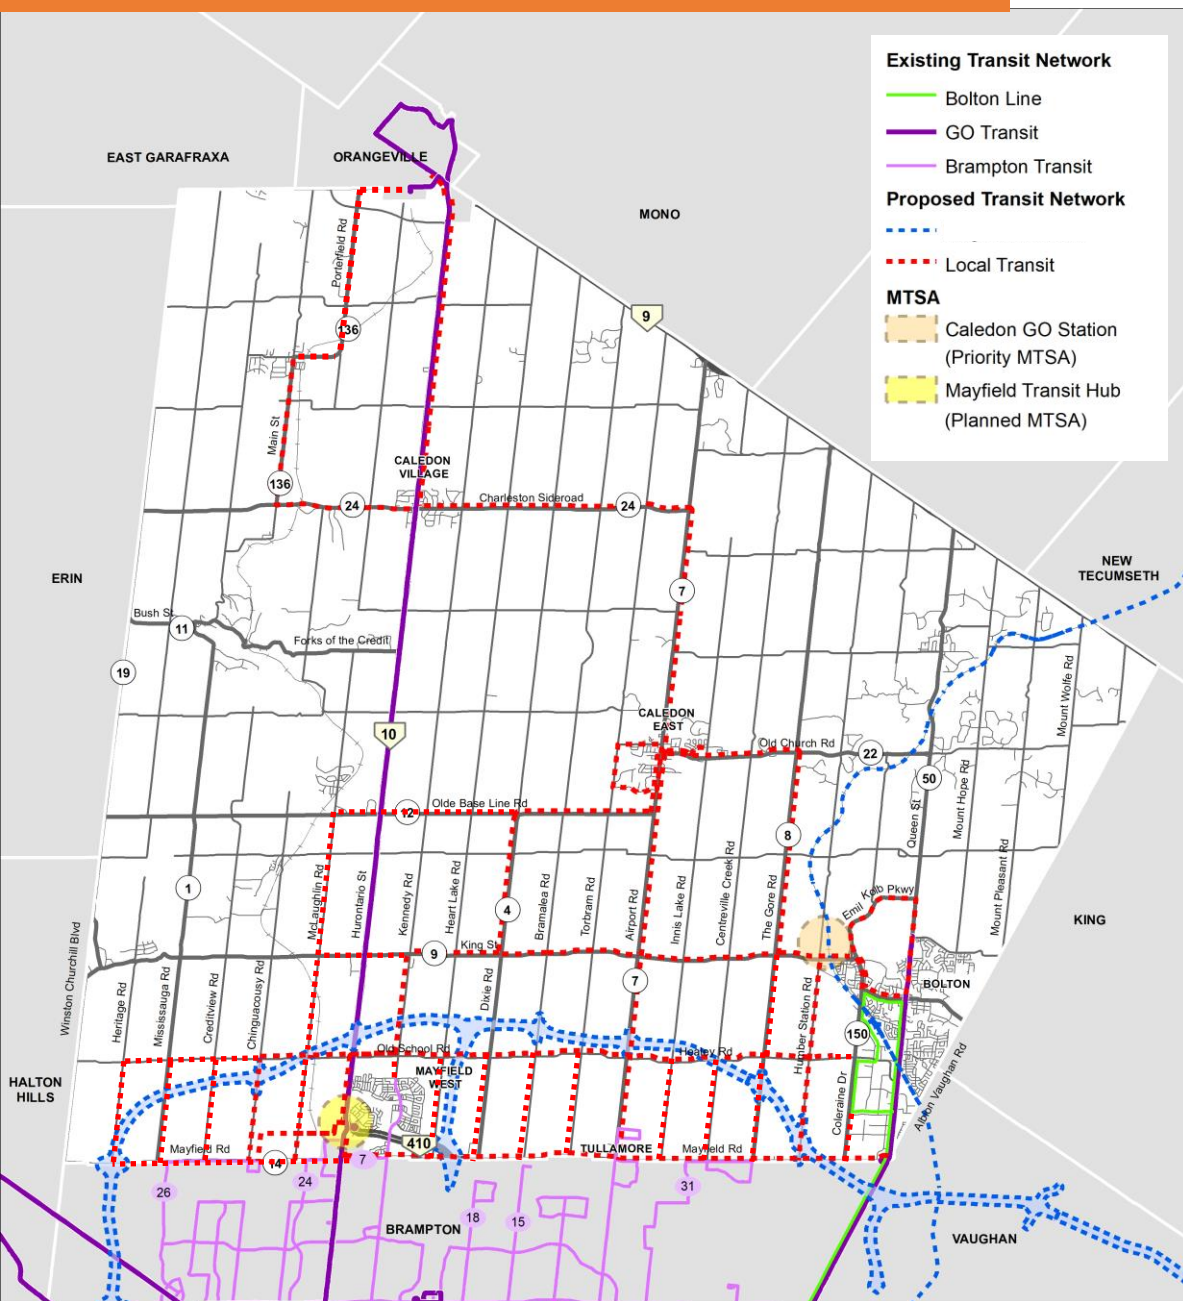 Existing Transit Network
Bolton Line
GO Transit
Brampton Transit
Proposed Transit Network
Local Transit
MTSA
Caledon GO Station
(Priority MTSA)
Mayfield Transit Hub
(Planned MTSA)
EAST GARAFRAXA
ORANGEVILLE
MONO
Porterfield Rd
9
136
Main St
CALEDON
VILLAGE
136
24
Charleston Sideroad
24
ERIN
NEW
TECUMSETH
7
Bush St
11
Forks of the Credit
19
Mount Wolfe Rd
CALEDON
EAST
10
Old Church Rd
22
50
Olde Base Line Rd
12
Queen St
Mount Hope Rd
8
1
McLaughlin Rd
Hurontario St
Kennedy Rd
Heart Lake Rd
4
Bramalea Rd
Torbram Rd
Airport Rd
Innis Lake Rd
Centreville Creek Rd
The Gore Rd
Emil Kolb Pkwy
Mount Pleasant Rd
KING
King St
9
Winston Churchill Blvd
Heritage Rd
Mississauga Rd
Creditview Rd
Chinguacousy Rd
Dixie Rd
7
Humber Station Rd
BOLTON
150
Old School Rd
Healey Rd
MAYFIELD
WEST
HALTON
HILLS
Coleraine Dr
Albion Vaughan Rd
410
Mayfield Rd
14
7
TULLAMORE
Mayfield Rd
26
24
31
18
15
BRAMPTON
VAUGHAN